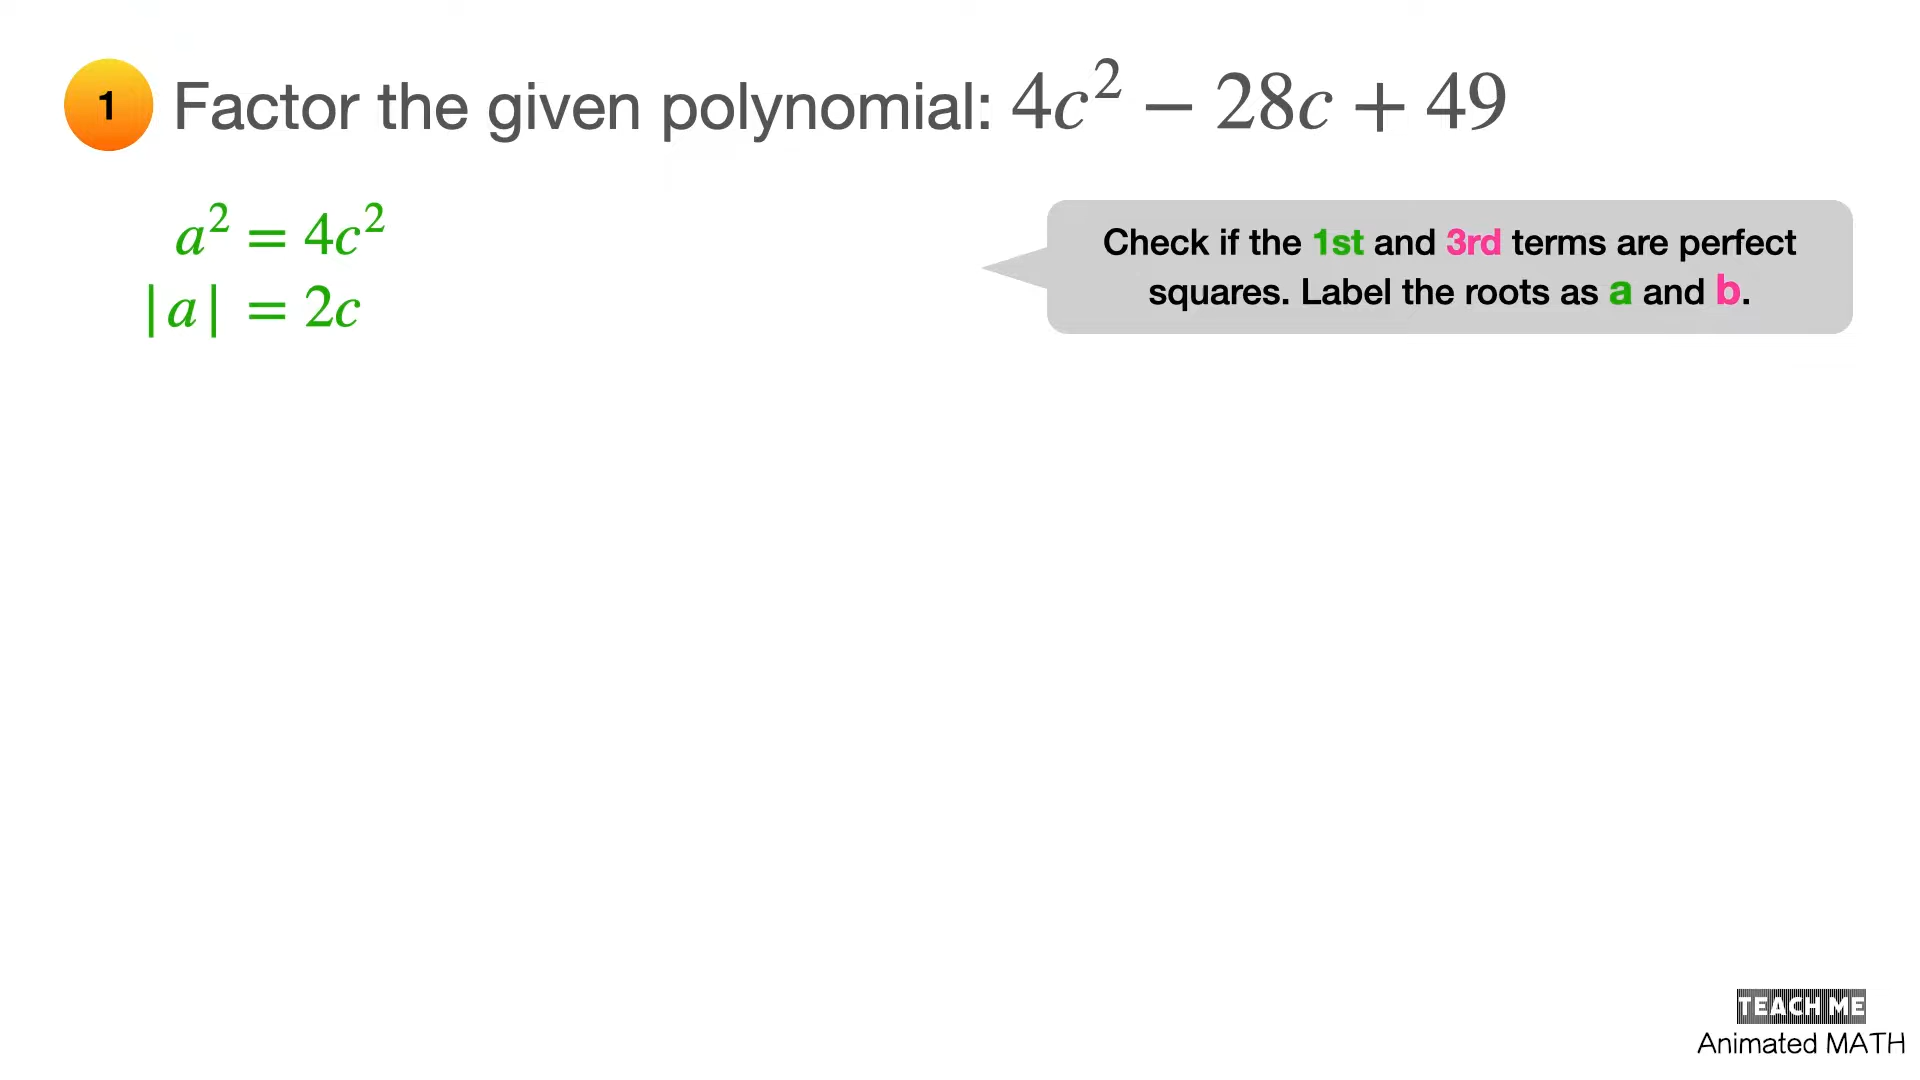 1 Factor the given polynomial: 4c² − 28c + 49
a² = 4c²
|a| = 2c
Check if the 1st and 3rd terms are perfect
squares. Label the roots as a and b.
TEACH ME
Animated MATH